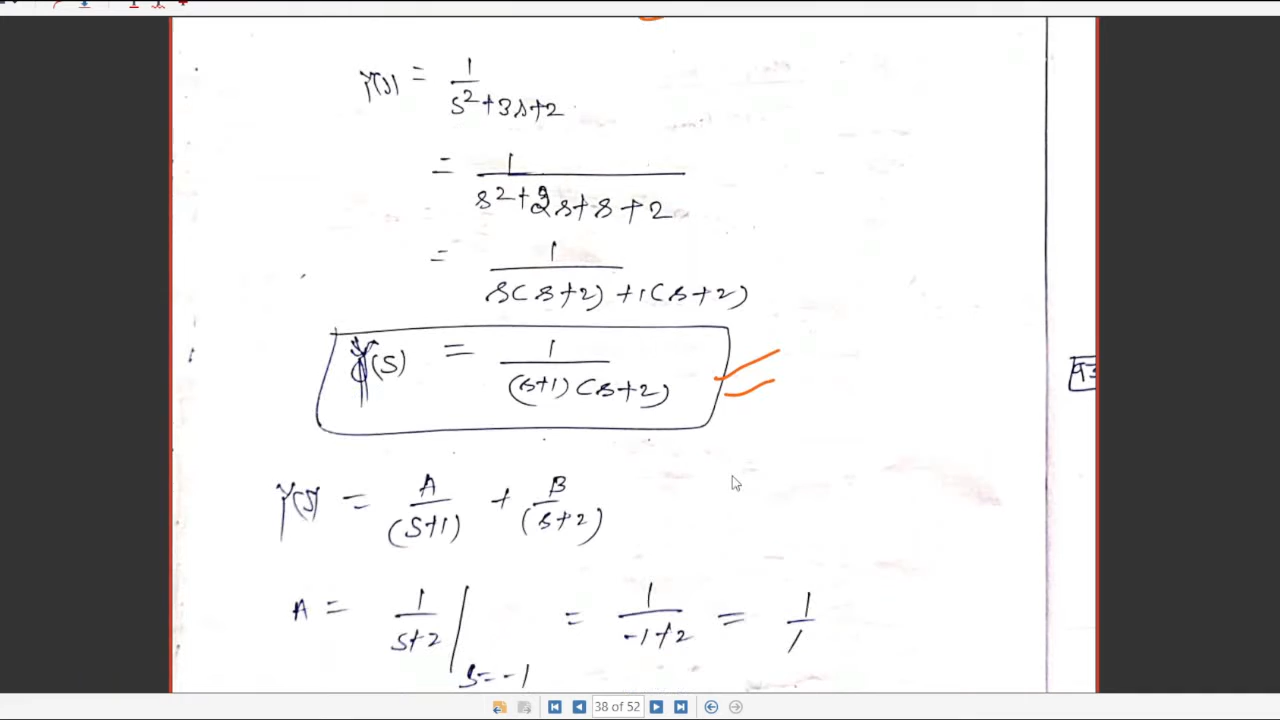 Y(s) = 1/(s²+3s+2)
= 1/(s²+2s+s+2)
= 1/(s(s+2)+1(s+2))
Y(S) = 1/((s+1)(s+2))
Y(s) = A/(S+1) + B/(s+2)
A = 1/(s+2) | s=-1 = 1/(-1+2) = 1/1
38 of 52